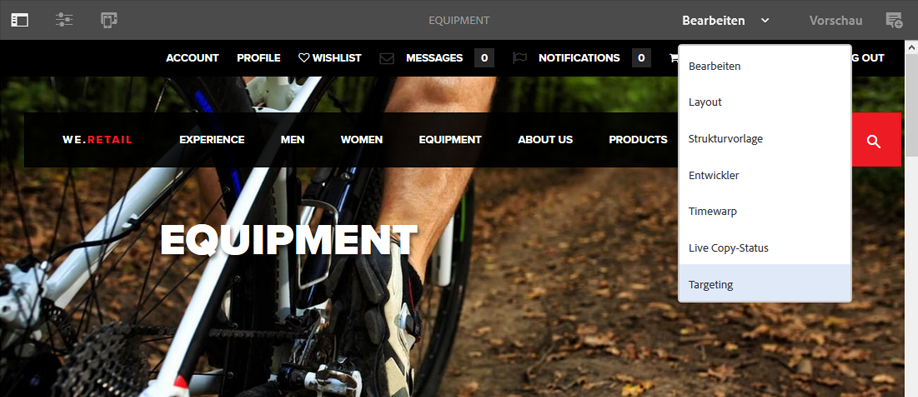 EQUIPMENT Bearbeiten Vorschau
ACCOUNT PROFILE WISHLIST MESSAGES 0 NOTIFICATIONS 0 G OUT
WE.RETAIL EXPERIENCE MEN WOMEN EQUIPMENT ABOUT US PRODUCTS
EQUIPMENT
Bearbeiten
Layout
Strukturvorlage
Entwickler
Timewarp
Live Copy-Status
Targeting